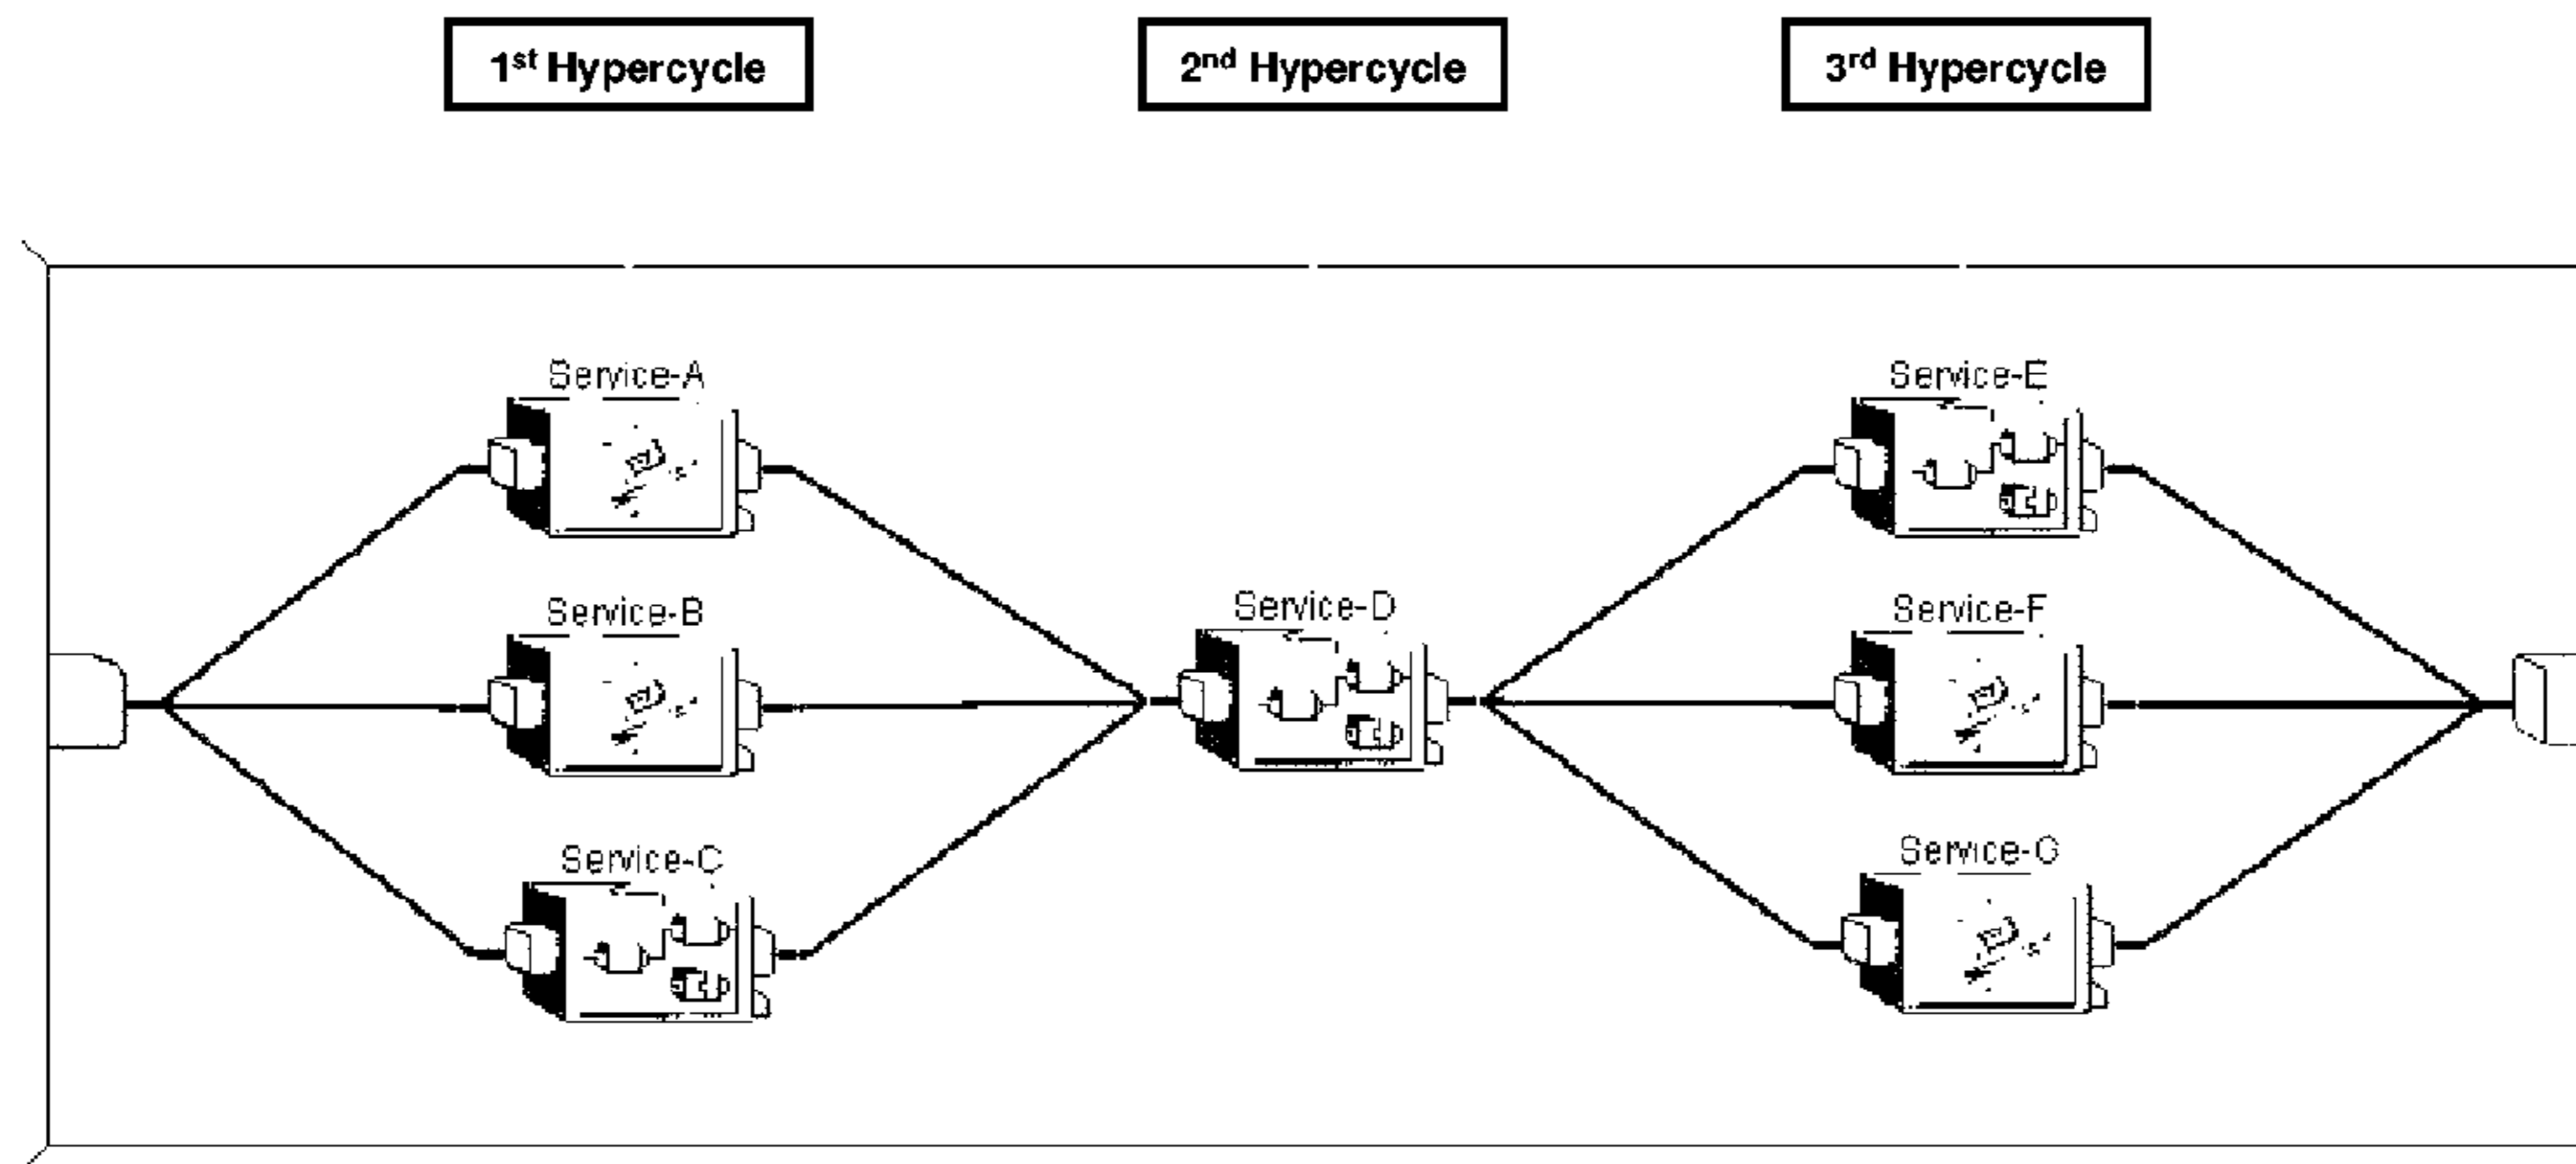 1st Hypercycle
2nd Hypercycle
3rd Hypercycle
Service-A
Service-E
Service-B
Service-D
Service-F
Service-C
Service-G